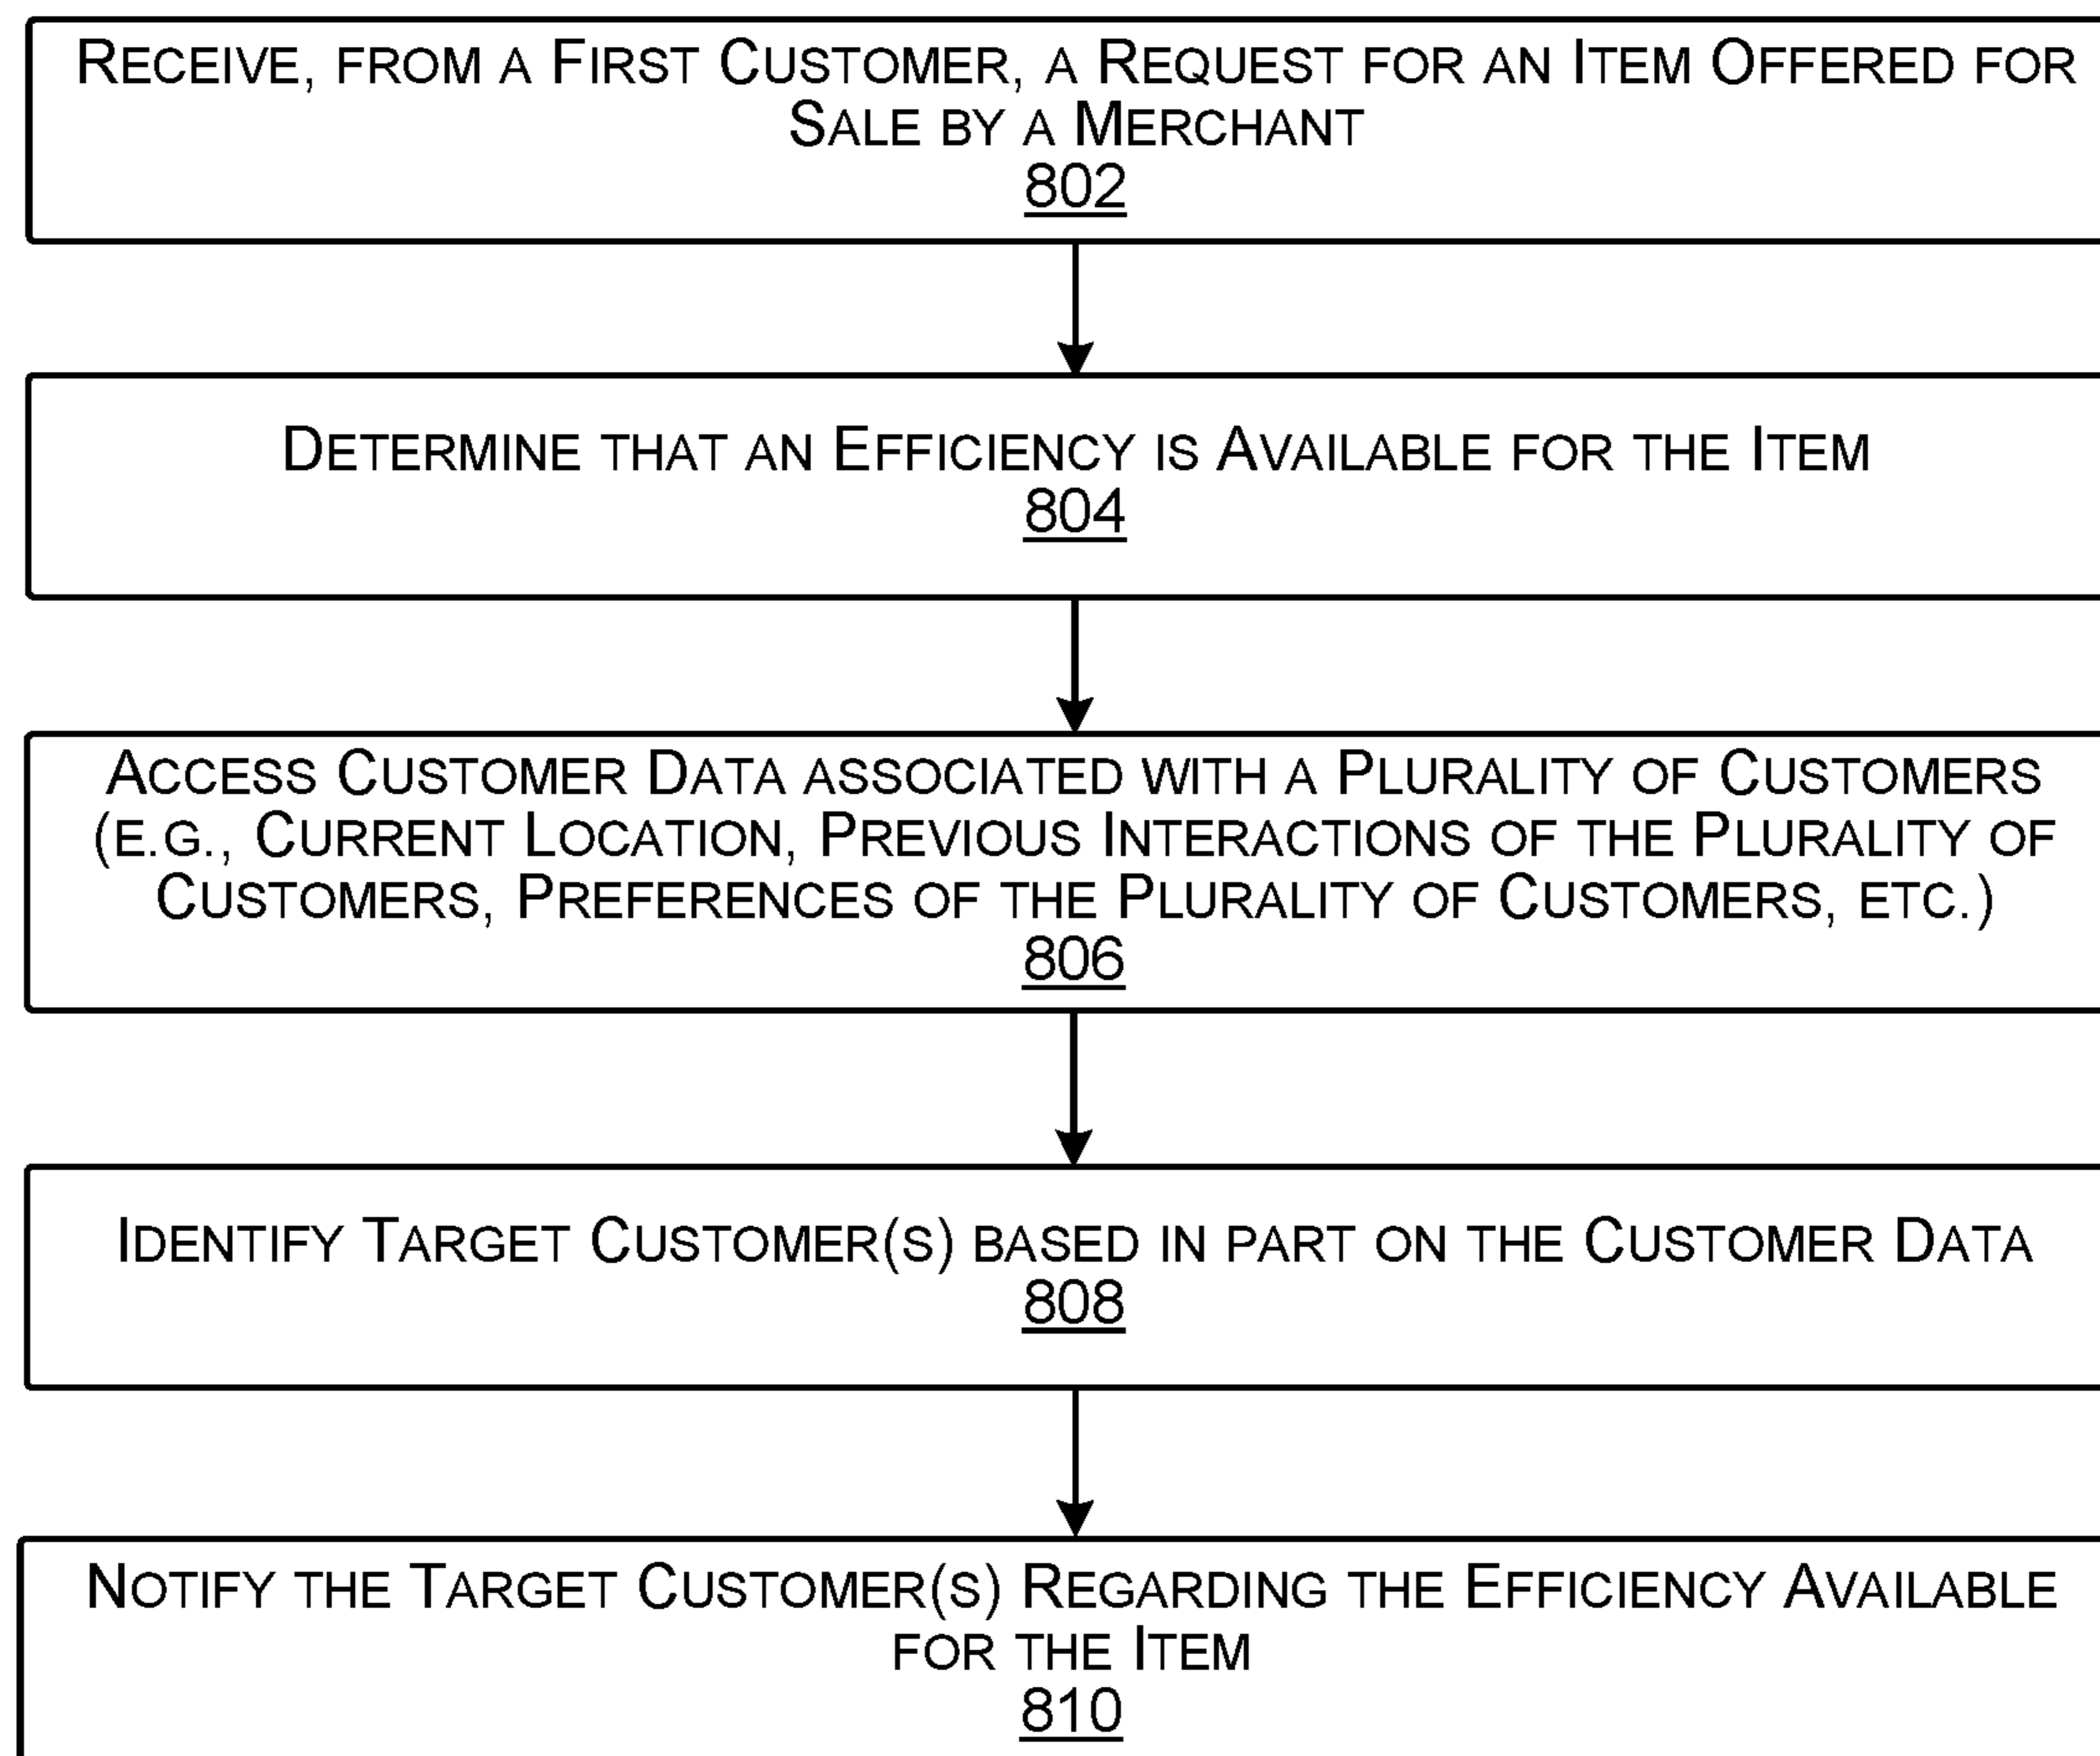 Receive, from a First Customer, a Request for an Item Offered for
Sale by a Merchant
802
Determine that an Efficiency is Available for the Item
804
Access Customer Data associated with a Plurality of Customers
(e.g., Current Location, Previous Interactions of the Plurality of
Customers, Preferences of the Plurality of Customers, etc.)
806
Identify Target Customer(s) based in part on the Customer Data
808
Notify the Target Customer(s) Regarding the Efficiency Available
for the Item
810